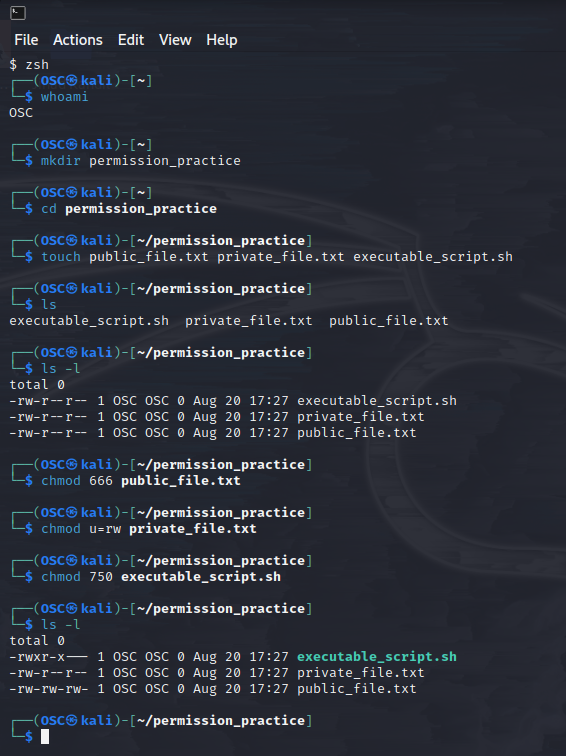 File Actions Edit View Help
$ zsh
┌──(OSC㉿kali)-[~]
└─$ whoami
OSC
┌──(OSC㉿kali)-[~]
└─$ mkdir permission_practice
┌──(OSC㉿kali)-[~]
└─$ cd permission_practice
┌──(OSC㉿kali)-[~/permission_practice]
└─$ touch public_file.txt private_file.txt executable_script.sh
┌──(OSC㉿kali)-[~/permission_practice]
└─$ ls
executable_script.sh  private_file.txt  public_file.txt
┌──(OSC㉿kali)-[~/permission_practice]
└─$ ls -l
total 0
-rw-r--r-- 1 OSC OSC 0 Aug 20 17:27 executable_script.sh
-rw-r--r-- 1 OSC OSC 0 Aug 20 17:27 private_file.txt
-rw-r--r-- 1 OSC OSC 0 Aug 20 17:27 public_file.txt
┌──(OSC㉿kali)-[~/permission_practice]
└─$ chmod 666 public_file.txt
┌──(OSC㉿kali)-[~/permission_practice]
└─$ chmod u=rw private_file.txt
┌──(OSC㉿kali)-[~/permission_practice]
└─$ chmod 750 executable_script.sh
┌──(OSC㉿kali)-[~/permission_practice]
└─$ ls -l
total 0
-rwxr-x--- 1 OSC OSC 0 Aug 20 17:27 executable_script.sh
-rw-r--r-- 1 OSC OSC 0 Aug 20 17:27 private_file.txt
-rw-rw-rw- 1 OSC OSC 0 Aug 20 17:27 public_file.txt
┌──(OSC㉿kali)-[~/permission_practice]
└─$